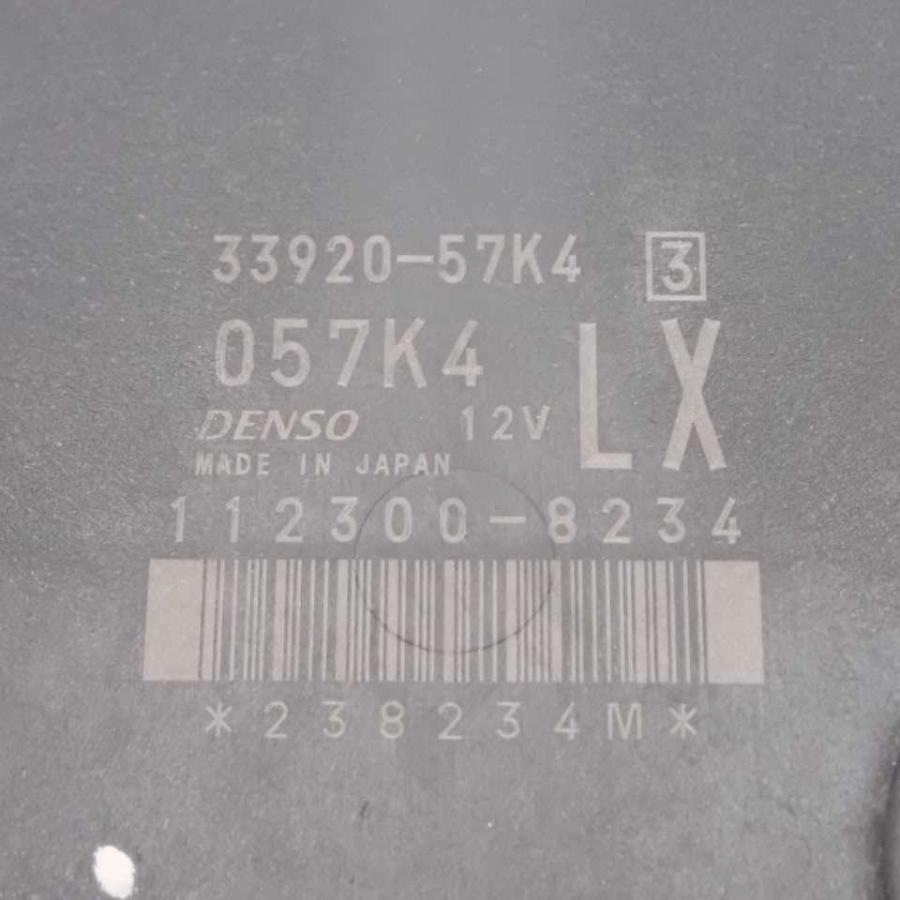 33920-57K4 3
057K4 LX
DENSO 12V
MADE IN JAPAN
112300-8234
*238234M*